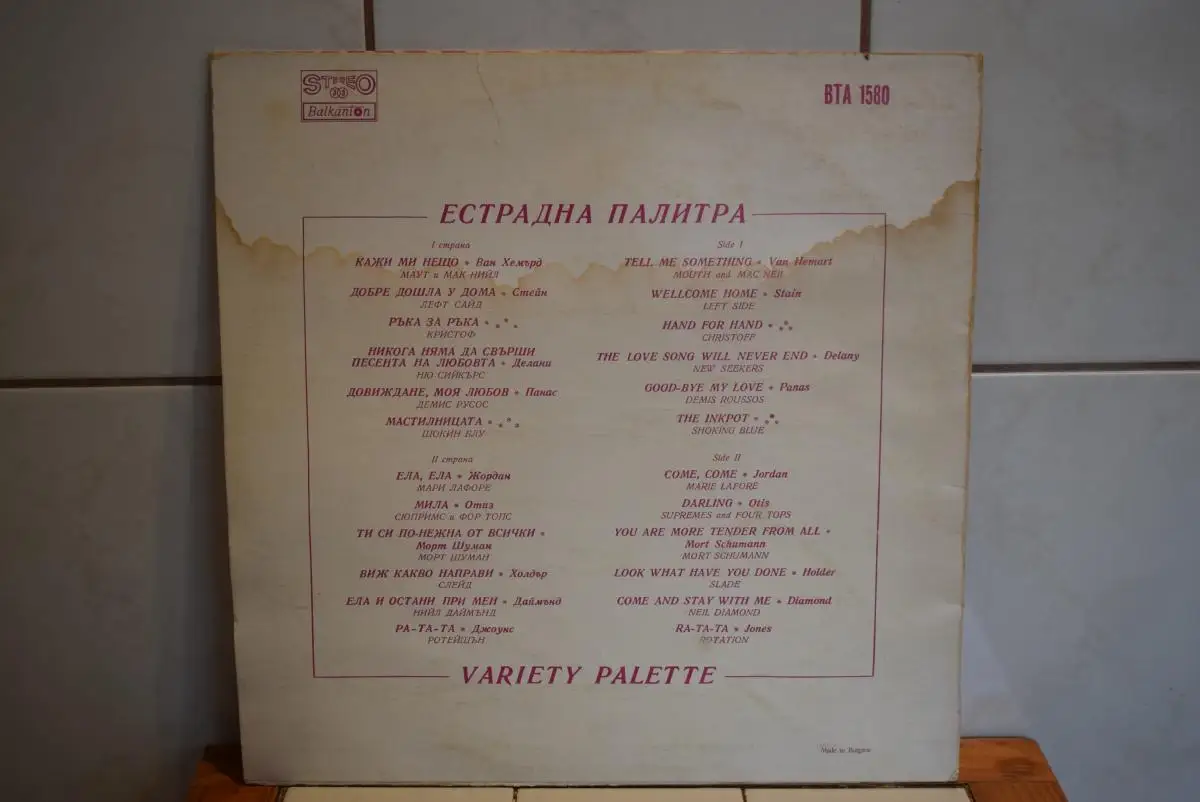 STEREO
33
Balkanton
ВТА 1580
ЕСТРАДНА ПАЛИТРА
I страна
КАЖИ МИ НЕЩО * Ван Хемърд
МАУТ и МАК НИЙЛ
ДОБРЕ ДОШЛА У ДОМА * Стейн
ЛЕФТ САЙД
РЪКА ЗА РЪКА * ***
КРИСТОФ
НИКОГА НЯМА ДА СВЪРШИ
ПЕСЕНТА НА ЛЮБОВТА * Делани
НЮ СИЙКЪРС
ДОВИЖДАНЕ, МОЯ ЛЮБОВ * Панас
ДЕМИС РУСОС
МАСТИЛНИЦАТА * ***
ШОКИН БЛУ
II страна
ЕЛА, ЕЛА * Жордан
МАРИ ЛАФОРЕ
МИЛА * Отиз
СЮПРИМС и ФОР ТОПС
ТИ СИ ПО-НЕЖНА ОТ ВСИЧКИ *
Морт Шуман
МОРТ ШУМАН
ВИЖ КАКВО НАПРАВИ * Холдър
СЛЕЙД
ЕЛА И ОСТАНИ ПРИ МЕН * Даймънд
НИЙЛ ДАЙМЪНД
РА-ТА-ТА * Джоунс
РОТЕЙШЪН
Side I
TELL ME SOMETHING * Van Hemart
MOUTH and MAC NEIL
WELLCOME HOME * Stain
LEFT SIDE
HAND FOR HAND * ***
CHRISTOFF
THE LOVE SONG WILL NEVER END * Delany
NEW SEEKERS
GOOD-BYE MY LOVE * Panas
DEMIS ROUSSOS
THE INKPOT * ***
SHOKING BLUE
Side II
COME, COME * Jordan
MARIE LAFORE
DARLING * Otis
SUPREMES and FOUR TOPS
YOU ARE MORE TENDER FROM ALL *
Mort Schumann
MORT SCHUMANN
LOOK WHAT HAVE YOU DONE * Holder
SLADE
COME AND STAY WITH ME * Diamond
NEIL DIAMOND
RA-TA-TA * Jones
ROTATION
VARIETY PALETTE
Made in Bulgaria